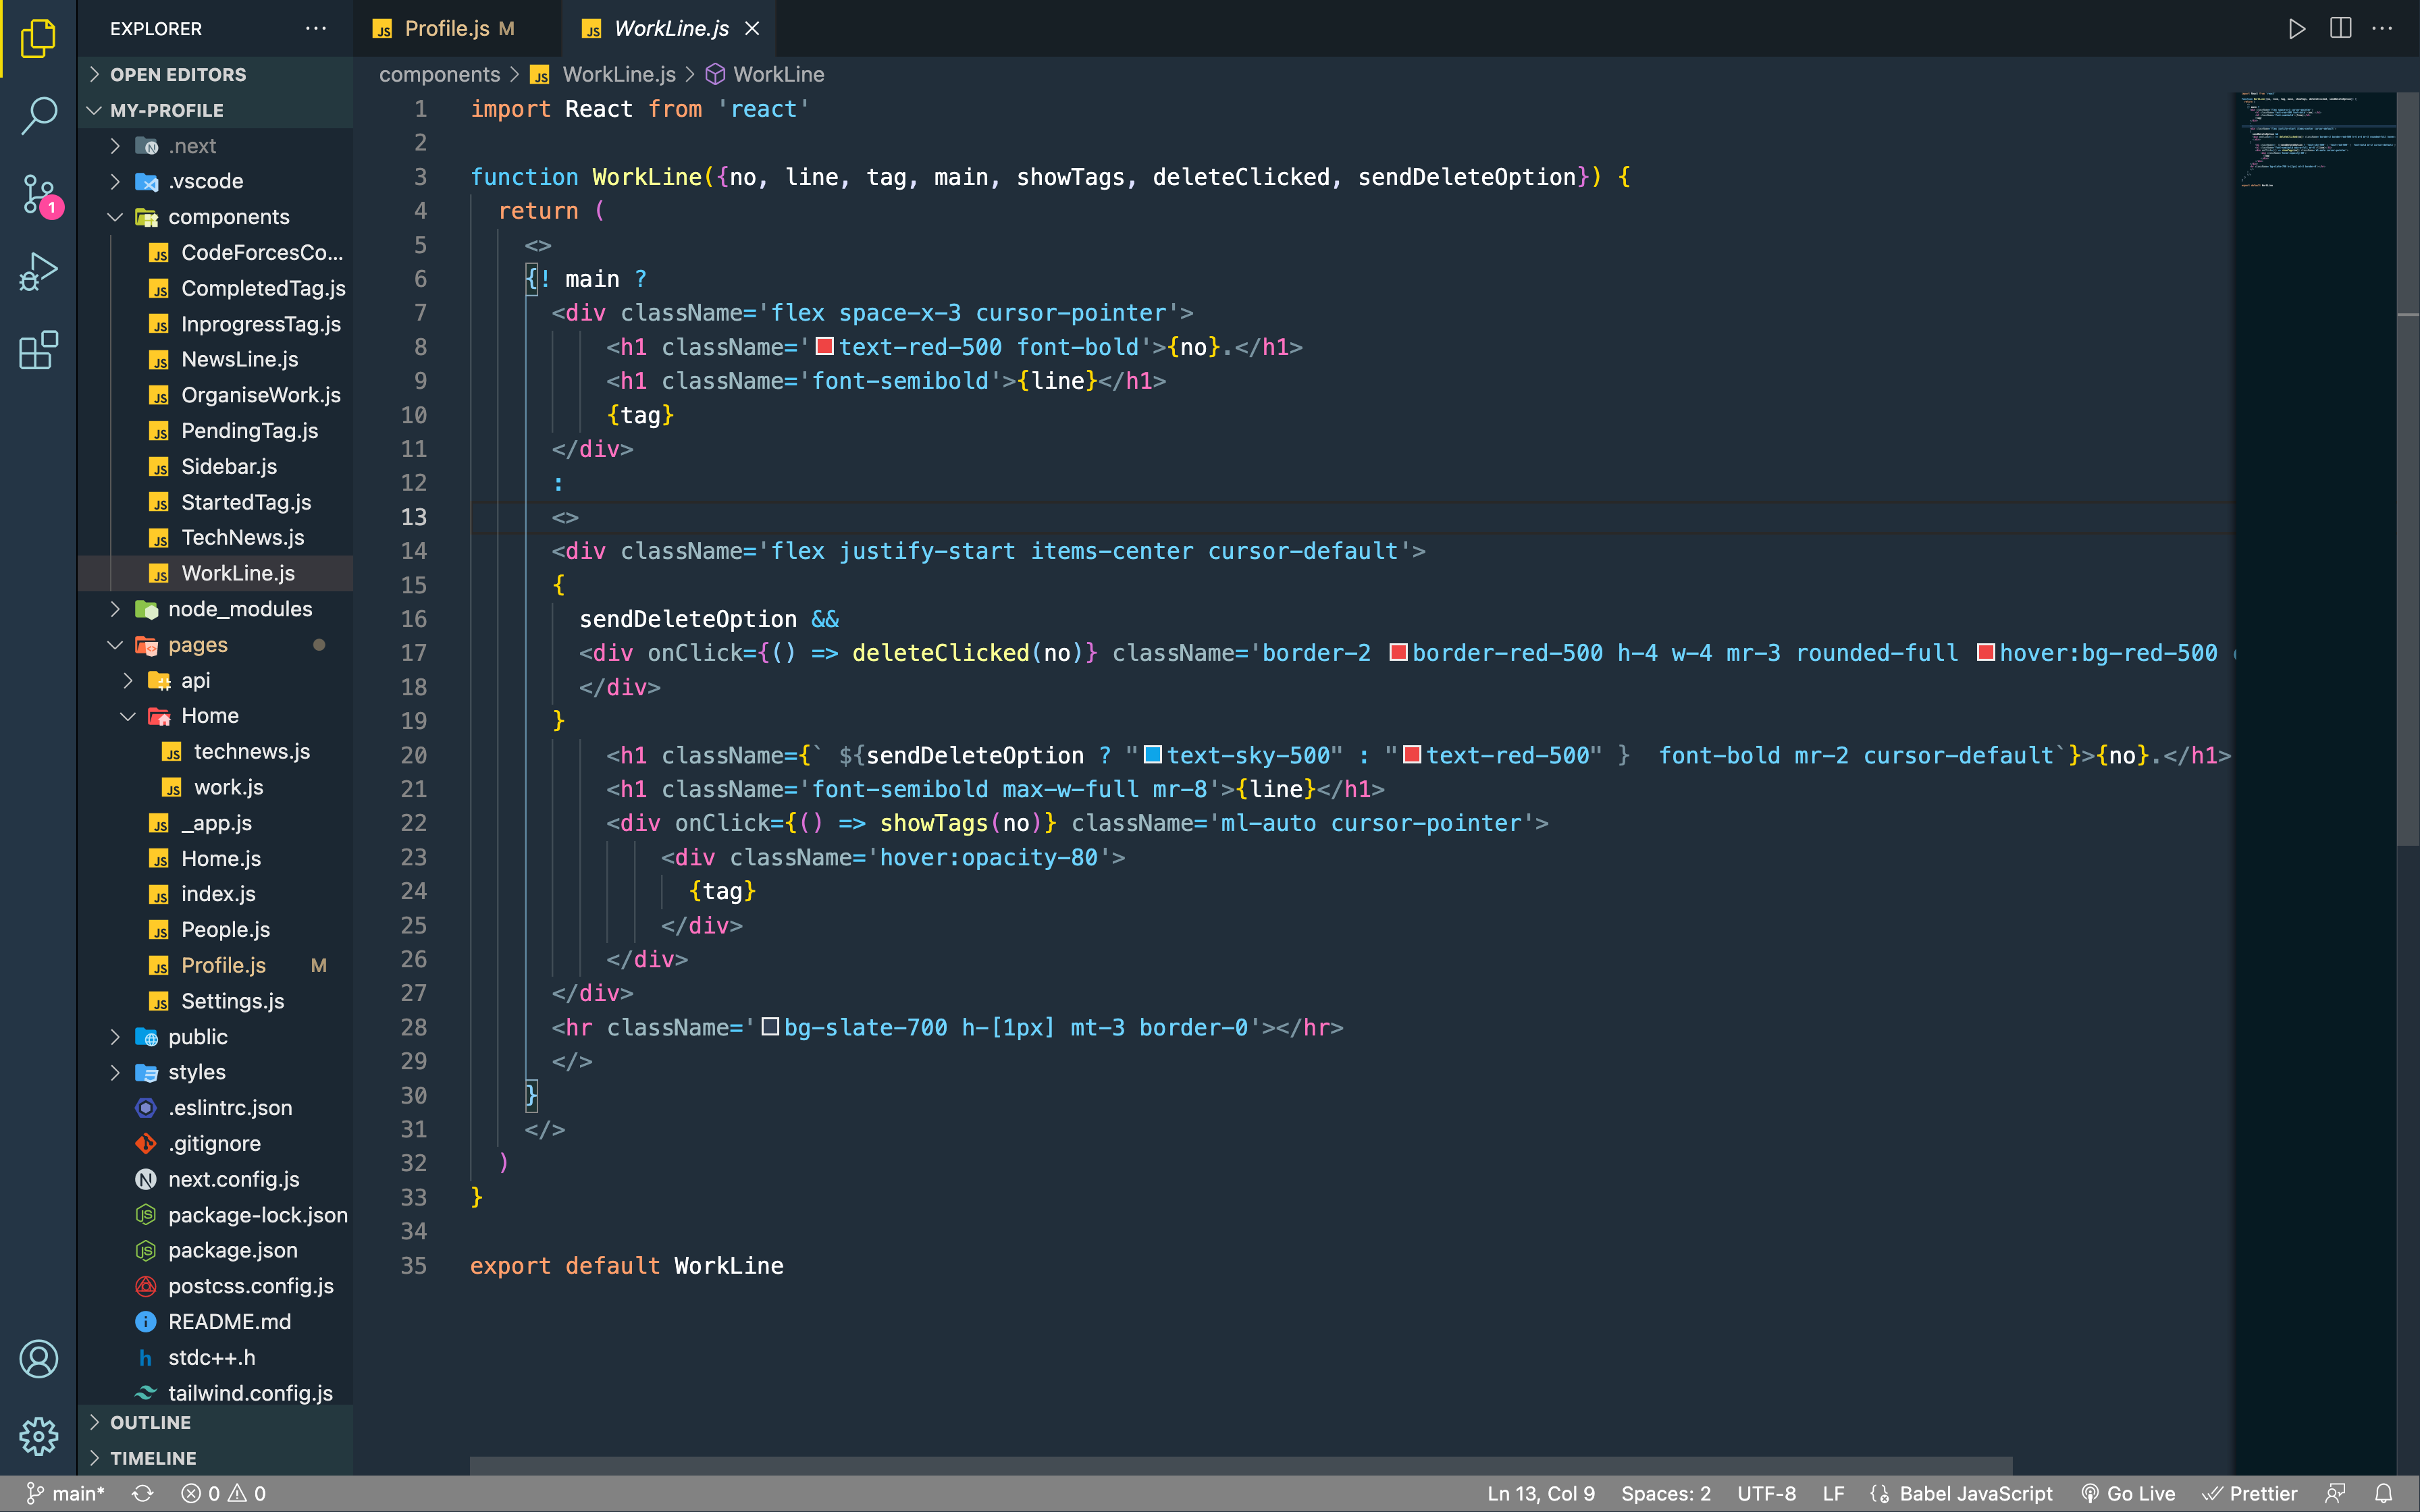 EXPLORER
OPEN EDITORS
MY-PROFILE
.next
.vscode
components
CodeForcesCo...
CompletedTag.js
InprogressTag.js
NewsLine.js
OrganiseWork.js
PendingTag.js
Sidebar.js
StartedTag.js
TechNews.js
WorkLine.js
node_modules
pages
api
Home
technews.js
work.js
_app.js
Home.js
index.js
People.js
Profile.js M
Settings.js
public
styles
.eslintrc.json
.gitignore
next.config.js
package-lock.json
package.json
postcss.config.js
README.md
stdc++.h
tailwind.config.js
OUTLINE
TIMELINE
1
JS Profile.js M JS WorkLine.js
components > JS WorkLine.js > WorkLine
1 import React from 'react'
2
3 function WorkLine({no, line, tag, main, showTags, deleteClicked, sendDeleteOption}) {
4 return (
5 <>
6 {! main ?
7 <div className='flex space-x-3 cursor-pointer'>
8 <h1 className='text-red-500 font-bold'>{no}.</h1>
9 <h1 className='font-semibold'>{line}</h1>
10 {tag}
11 </div>
12 :
13 <>
14 <div className='flex justify-start items-center cursor-default'>
15 {
16 sendDeleteOption &&
17 <div onClick={() => deleteClicked(no)} className='border-2 border-red-500 h-4 w-4 mr-3 rounded-full hover:bg-red-500
18 </div>
19 }
20 <h1 className={` ${sendDeleteOption ? "text-sky-500" : "text-red-500" }  font-bold mr-2 cursor-default`}>{no}.</h1>
21 <h1 className='font-semibold max-w-full mr-8'>{line}</h1>
22 <div onClick={() => showTags(no)} className='ml-auto cursor-pointer'>
23 <div className='hover:opacity-80'>
24 {tag}
25 </div>
26 </div>
27 </div>
28 <hr className='bg-slate-700 h-[1px] mt-3 border-0'></hr>
29 </>
30 }
31 </>
32 )
33 }
34
35 export default WorkLine
main* 0 0 Ln 13, Col 9 Spaces: 2 UTF-8 LF Babel JavaScript Go Live Prettier